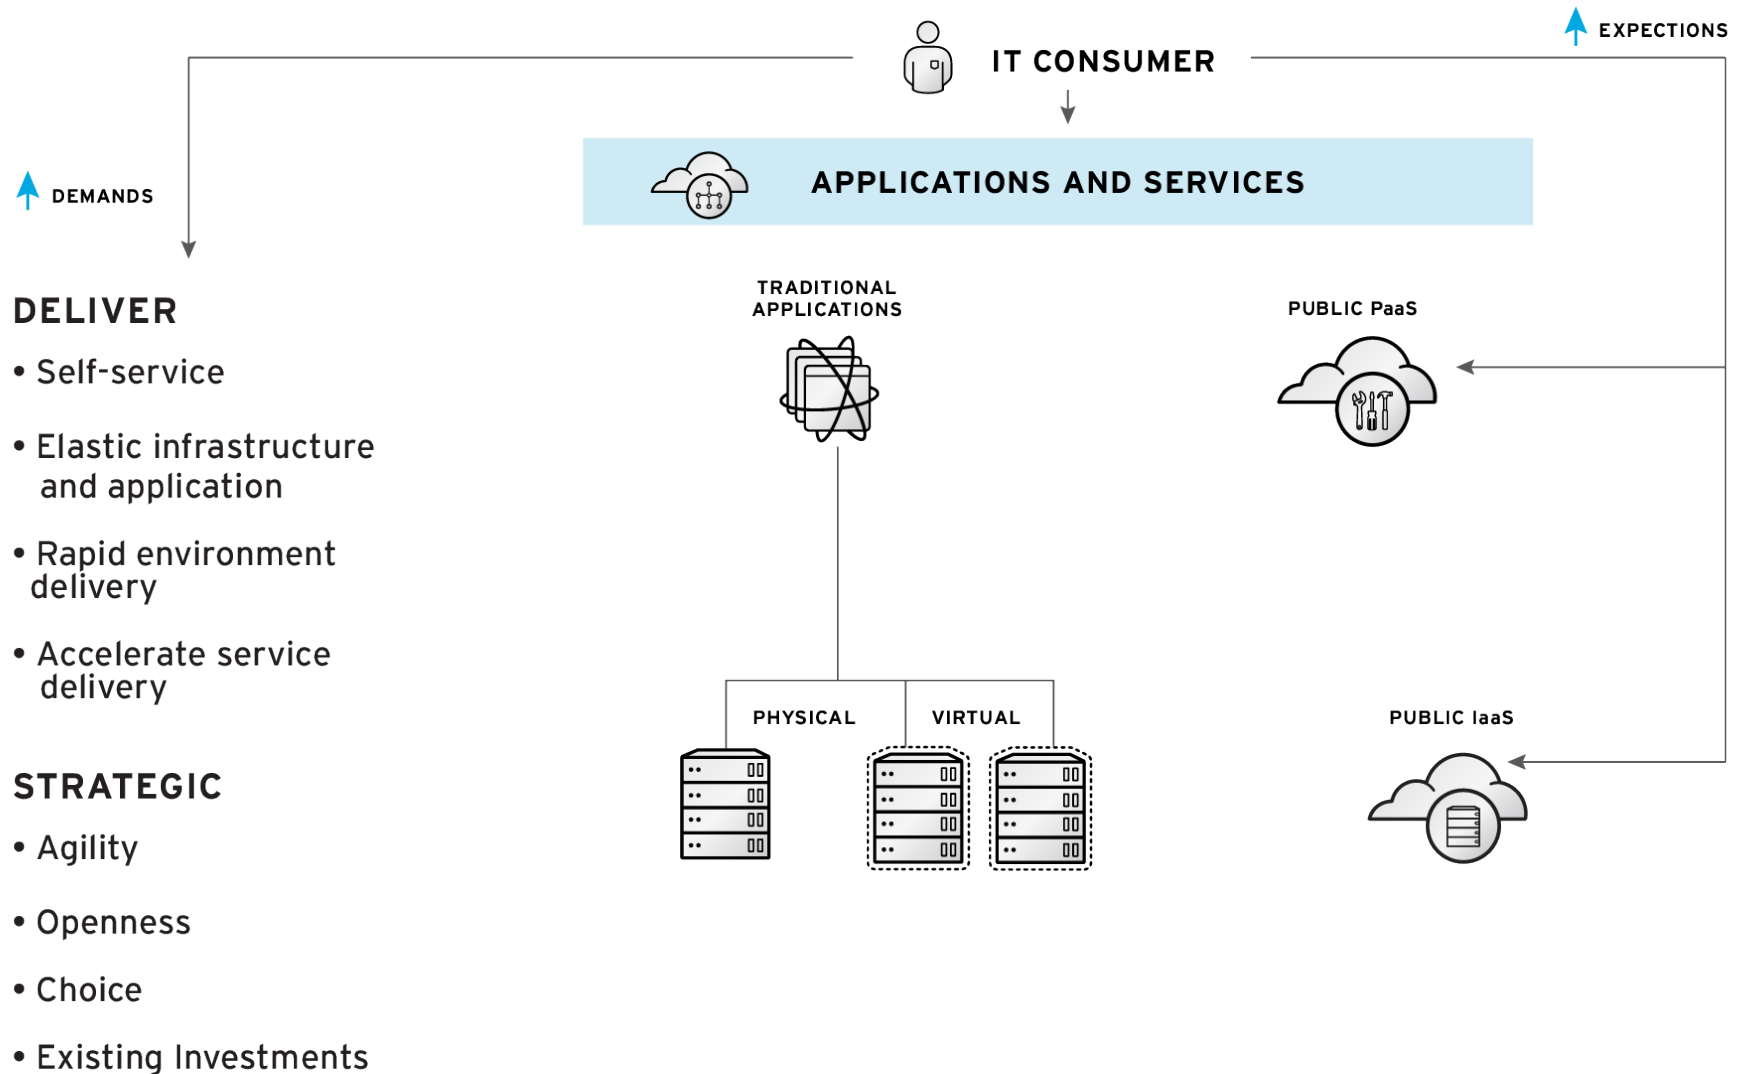 EXPECTIONS
IT CONSUMER
APPLICATIONS AND SERVICES
DEMANDS
DELIVER
• Self-service
• Elastic infrastructure
and application
• Rapid environment
delivery
• Accelerate service
delivery
STRATEGIC
• Agility
• Openness
• Choice
• Existing Investments
TRADITIONAL
APPLICATIONS
PHYSICAL
VIRTUAL
PUBLIC PaaS
PUBLIC IaaS